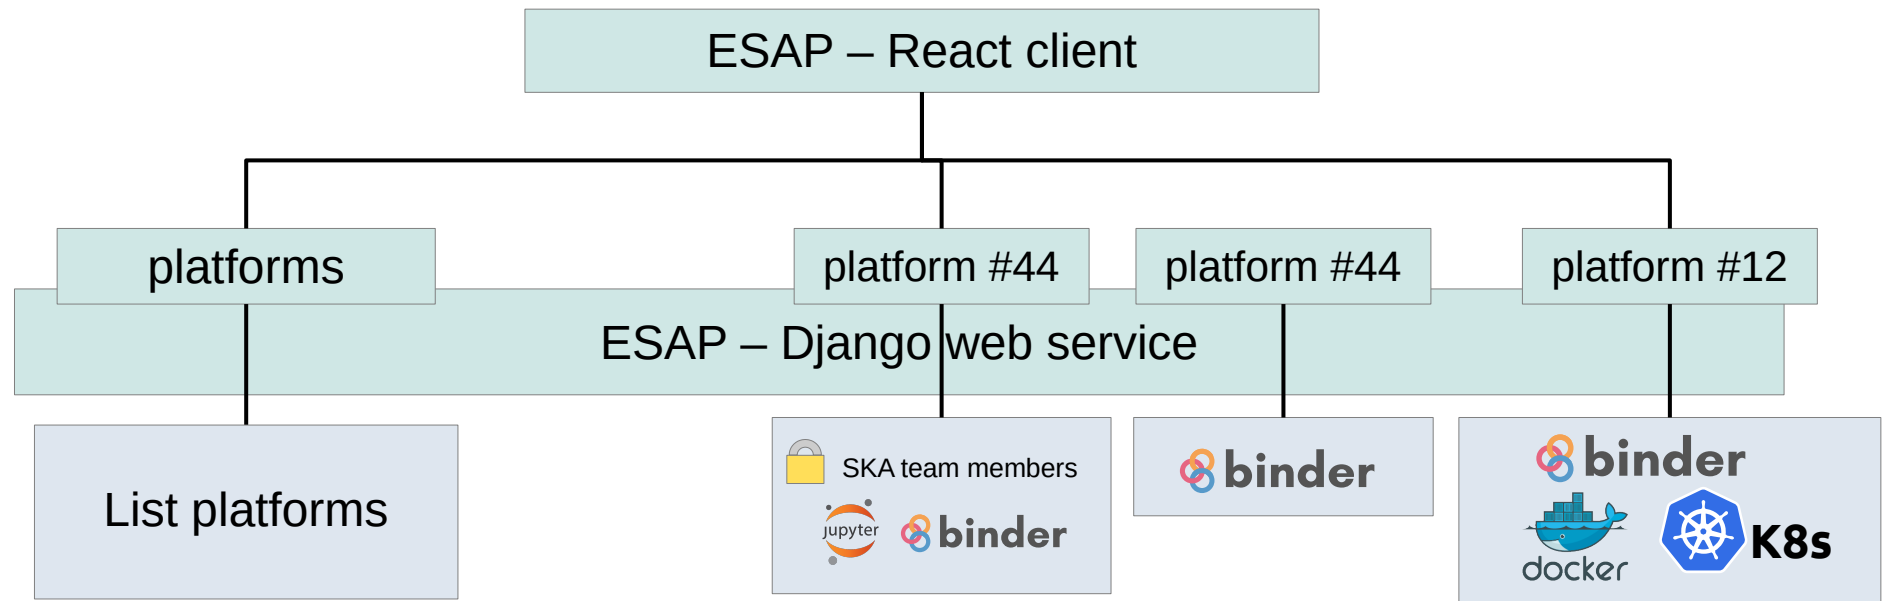 ESAP – React client
platforms
platform #44
platform #44
platform #12
ESAP – Django web service
List platforms
SKA team members
jupyter
binder
binder
binder
docker
K8s